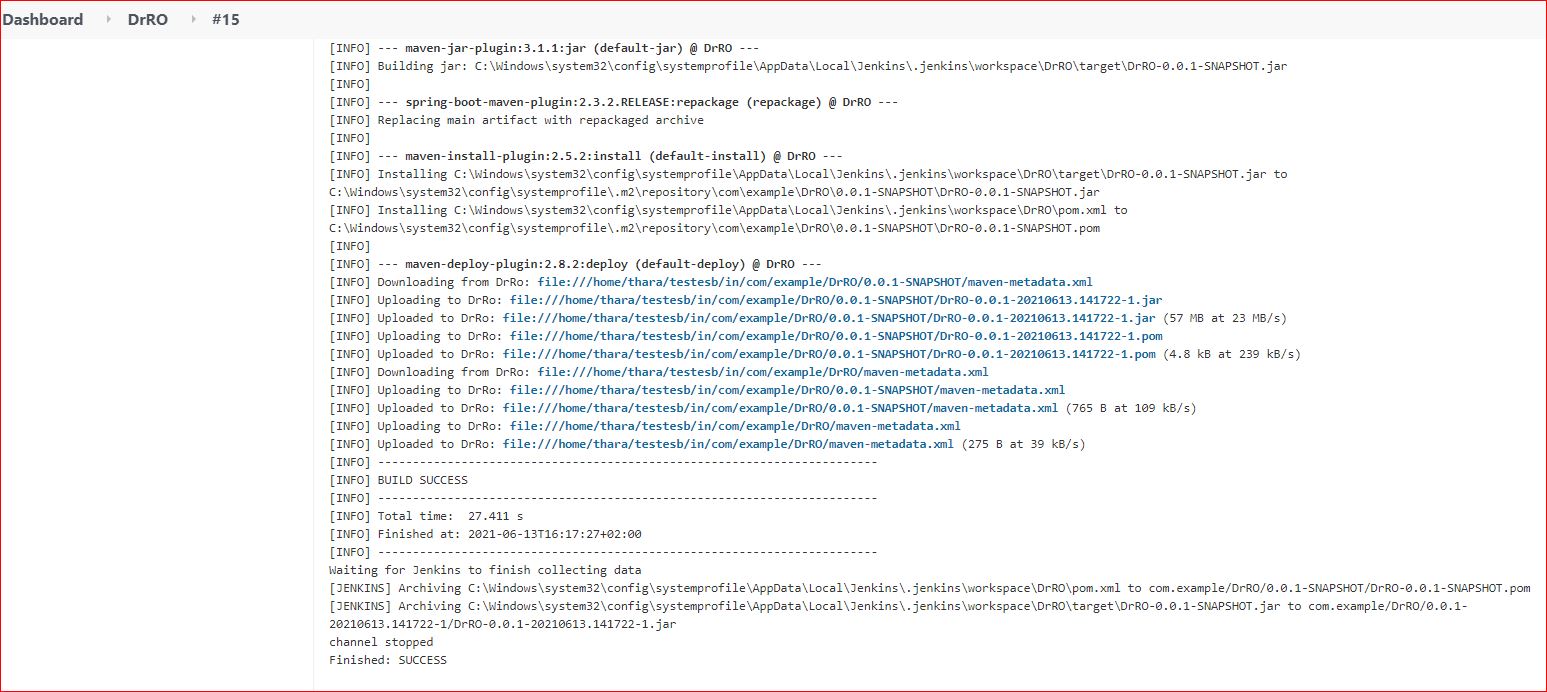 Dashboard > DrRO > #15
[INFO] --- maven-jar-plugin:3.1.1:jar (default-jar) @ DrRO ---
[INFO] Building jar: C:\Windows\system32\config\systemprofile\AppData\Local\Jenkins\.jenkins\workspace\DrRO\target\DrRO-0.0.1-SNAPSHOT.jar
[INFO]
[INFO] --- spring-boot-maven-plugin:2.3.2.RELEASE:repackage (repackage) @ DrRO ---
[INFO] Replacing main artifact with repackaged archive
[INFO]
[INFO] --- maven-install-plugin:2.5.2:install (default-install) @ DrRO ---
[INFO] Installing C:\Windows\system32\config\systemprofile\AppData\Local\Jenkins\.jenkins\workspace\DrRO\target\DrRO-0.0.1-SNAPSHOT.jar to
C:\Windows\system32\config\systemprofile\.m2\repository\com\example\DrRO\0.0.1-SNAPSHOT\DrRO-0.0.1-SNAPSHOT.jar
[INFO] Installing C:\Windows\system32\config\systemprofile\AppData\Local\Jenkins\.jenkins\workspace\DrRO\pom.xml to
C:\Windows\system32\config\systemprofile\.m2\repository\com\example\DrRO\0.0.1-SNAPSHOT\DrRO-0.0.1-SNAPSHOT.pom
[INFO]
[INFO] --- maven-deploy-plugin:2.8.2:deploy (default-deploy) @ DrRO ---
[INFO] Downloading from DrRo: file:///home/thara/testesb/in/com/example/DrRO/0.0.1-SNAPSHOT/maven-metadata.xml
[INFO] Uploading to DrRo: file:///home/thara/testesb/in/com/example/DrRO/0.0.1-SNAPSHOT/DrRO-0.0.1-20210613.141722-1.jar
[INFO] Uploaded to DrRo: file:///home/thara/testesb/in/com/example/DrRO/0.0.1-SNAPSHOT/DrRO-0.0.1-20210613.141722-1.jar (57 MB at 23 MB/s)
[INFO] Uploading to DrRo: file:///home/thara/testesb/in/com/example/DrRO/0.0.1-SNAPSHOT/DrRO-0.0.1-20210613.141722-1.pom
[INFO] Uploaded to DrRo: file:///home/thara/testesb/in/com/example/DrRO/0.0.1-SNAPSHOT/DrRO-0.0.1-20210613.141722-1.pom (4.8 kB at 239 kB/s)
[INFO] Downloading from DrRo: file:///home/thara/testesb/in/com/example/DrRO/maven-metadata.xml
[INFO] Uploading to DrRo: file:///home/thara/testesb/in/com/example/DrRO/0.0.1-SNAPSHOT/maven-metadata.xml
[INFO] Uploaded to DrRo: file:///home/thara/testesb/in/com/example/DrRO/0.0.1-SNAPSHOT/maven-metadata.xml (765 B at 109 kB/s)
[INFO] Uploading to DrRo: file:///home/thara/testesb/in/com/example/DrRO/maven-metadata.xml
[INFO] Uploaded to DrRo: file:///home/thara/testesb/in/com/example/DrRO/maven-metadata.xml (275 B at 39 kB/s)
[INFO] ------------------------------------------------------------------------
[INFO] BUILD SUCCESS
[INFO] ------------------------------------------------------------------------
[INFO] Total time:  27.411 s
[INFO] Finished at: 2021-06-13T16:17:27+02:00
[INFO] ------------------------------------------------------------------------
Waiting for Jenkins to finish collecting data
[JENKINS] Archiving C:\Windows\system32\config\systemprofile\AppData\Local\Jenkins\.jenkins\workspace\DrRO\pom.xml to com.example/DrRO/0.0.1-SNAPSHOT/DrRO-0.0.1-SNAPSHOT.pom
[JENKINS] Archiving C:\Windows\system32\config\systemprofile\AppData\Local\Jenkins\.jenkins\workspace\DrRO\target\DrRO-0.0.1-SNAPSHOT.jar to com.example/DrRO/0.0.1-
20210613.141722-1/DrRO-0.0.1-20210613.141722-1.jar
channel stopped
Finished: SUCCESS